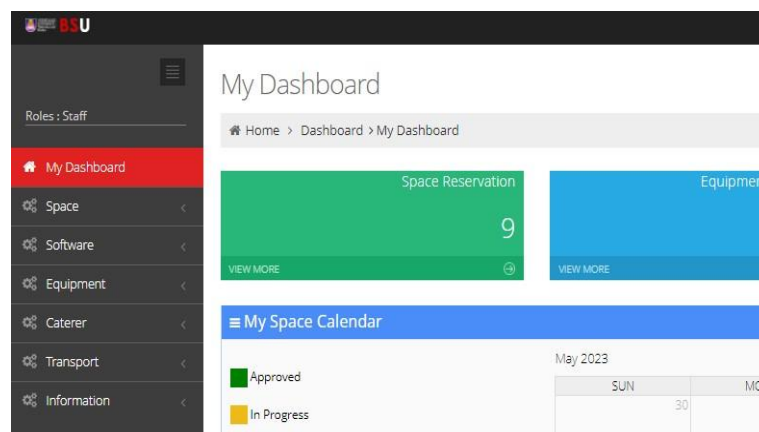 BSU
My Dashboard
Roles : Staff
Home > Dashboard > My Dashboard
My Dashboard
Space
Software
Equipment
Caterer
Transport
Information
Space Reservation
9
VIEW MORE
VIEW MORE
My Space Calendar
Approved
In Progress
May 2023
SUN
30